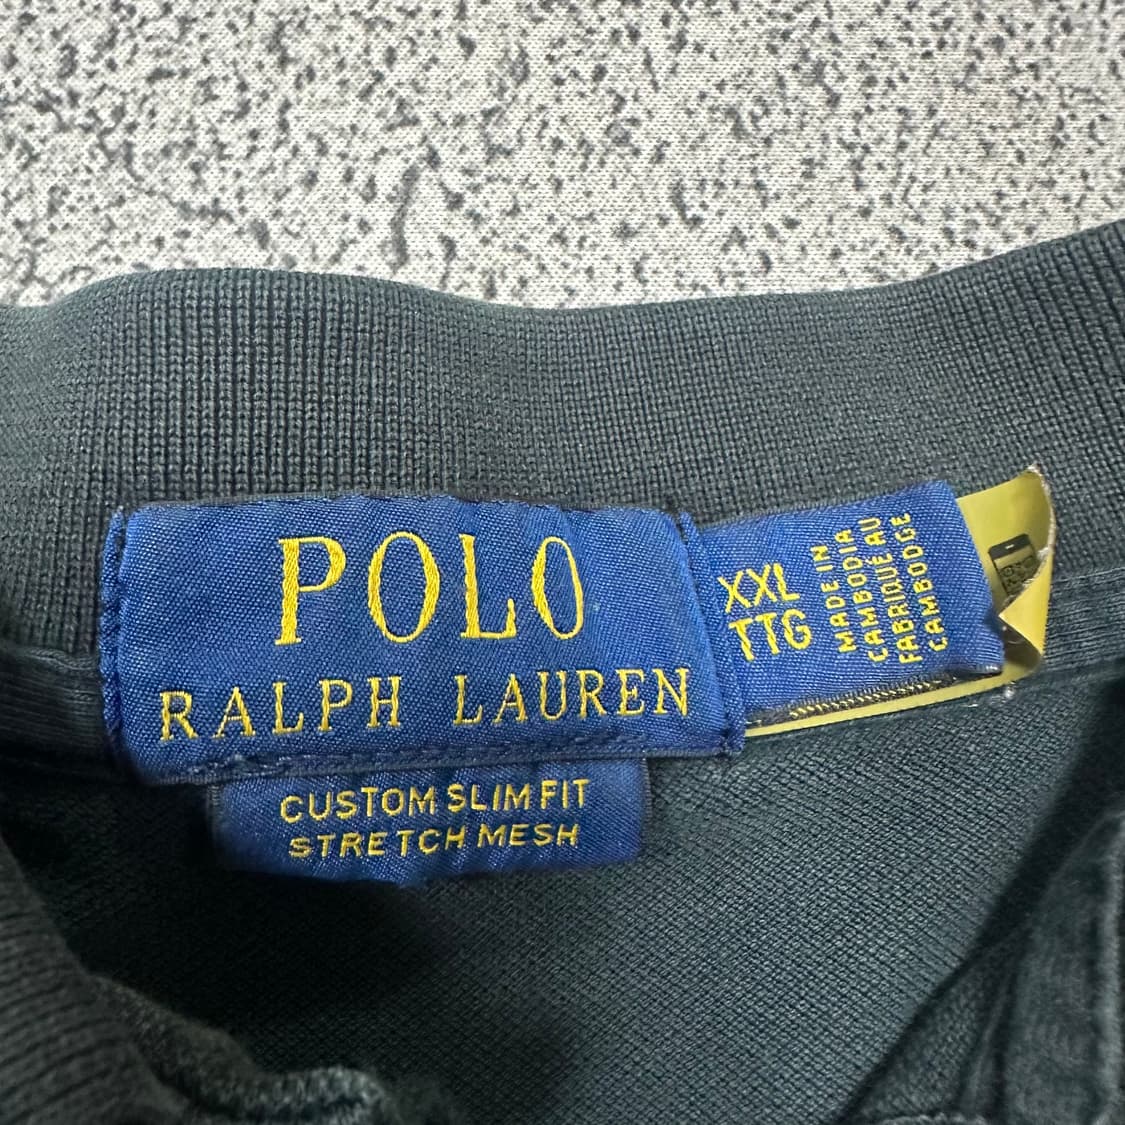 POLO
RALPH LAUREN
CUSTOM SLIM FIT
STRETCH MESH
XXL
TTG
MADE IN
CAMBODIA
FABRIQUÉ AU
CAMBODGE